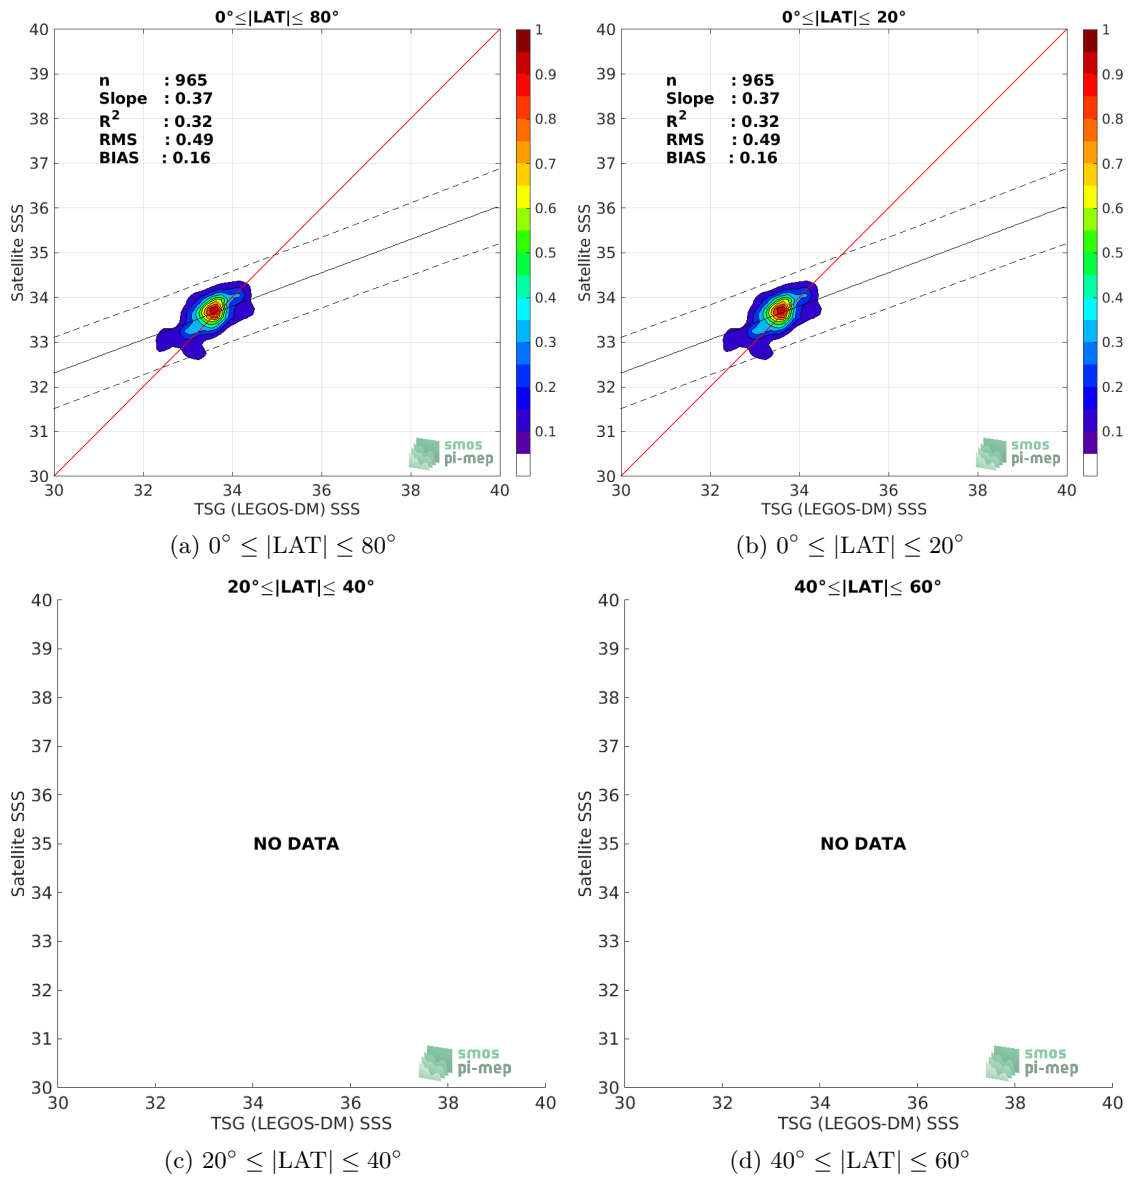 0°≤|LAT|≤ 80°
40
39
38
37
36
35
34
33
32
31
30
n : 965
Slope : 0.37
R2 : 0.32
RMS : 0.49
BIAS : 0.16
1
0.9
0.8
0.7
0.6
0.5
0.4
0.3
0.2
0.1
Satellite SSS
smos
pi-mep
30 32 34 36 38 40
TSG (LEGOS-DM) SSS
(a) 0° ≤ |LAT| ≤ 80°
0°≤|LAT|≤ 20°
40
39
38
37
36
35
34
33
32
31
30
n : 965
Slope : 0.37
R2 : 0.32
RMS : 0.49
BIAS : 0.16
1
0.9
0.8
0.7
0.6
0.5
0.4
0.3
0.2
0.1
Satellite SSS
smos
pi-mep
30 32 34 36 38 40
TSG (LEGOS-DM) SSS
(b) 0° ≤ |LAT| ≤ 20°
20°≤|LAT|≤ 40°
40
39
38
37
36
35
34
33
32
31
30
Satellite SSS
NO DATA
smos
pi-mep
30 32 34 36 38 40
TSG (LEGOS-DM) SSS
(c) 20° ≤ |LAT| ≤ 40°
40°≤|LAT|≤ 60°
40
39
38
37
36
35
34
33
32
31
30
Satellite SSS
NO DATA
smos
pi-mep
30 32 34 36 38 40
TSG (LEGOS-DM) SSS
(d) 40° ≤ |LAT| ≤ 60°